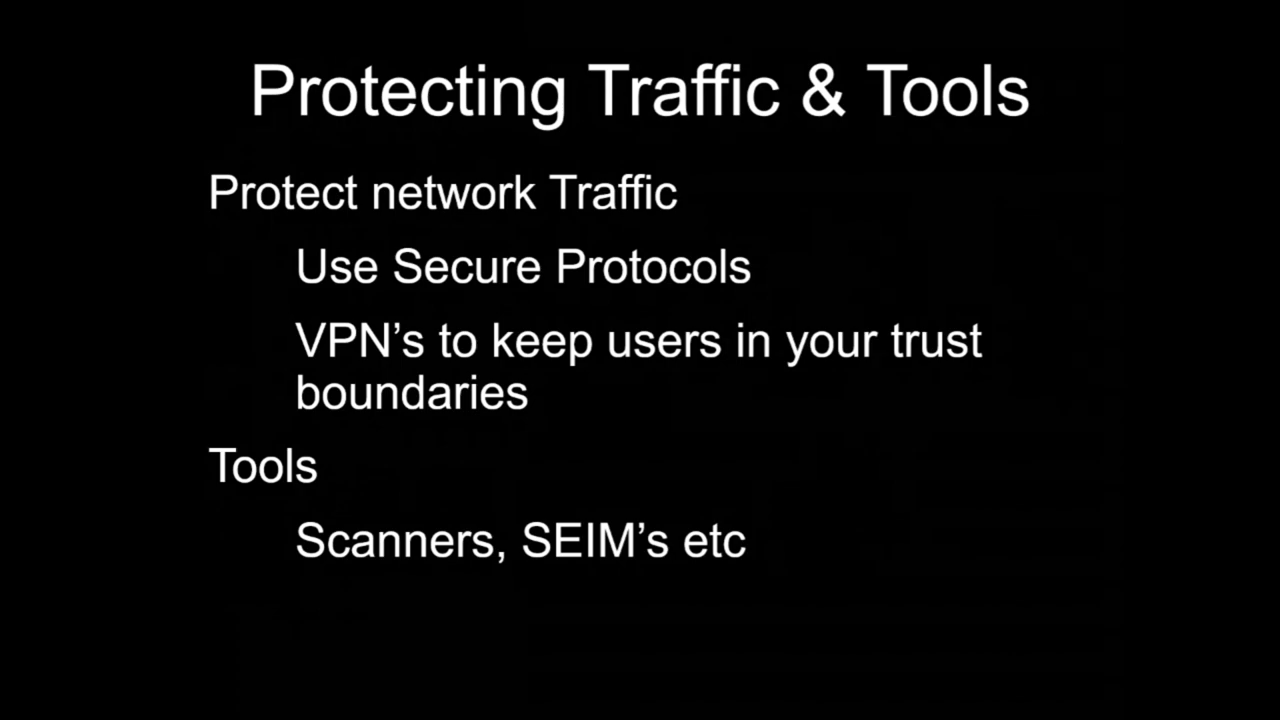 Protecting Traffic & Tools
Protect network Traffic
Use Secure Protocols
VPN’s to keep users in your trust
boundaries
Tools
Scanners, SEIM’s etc